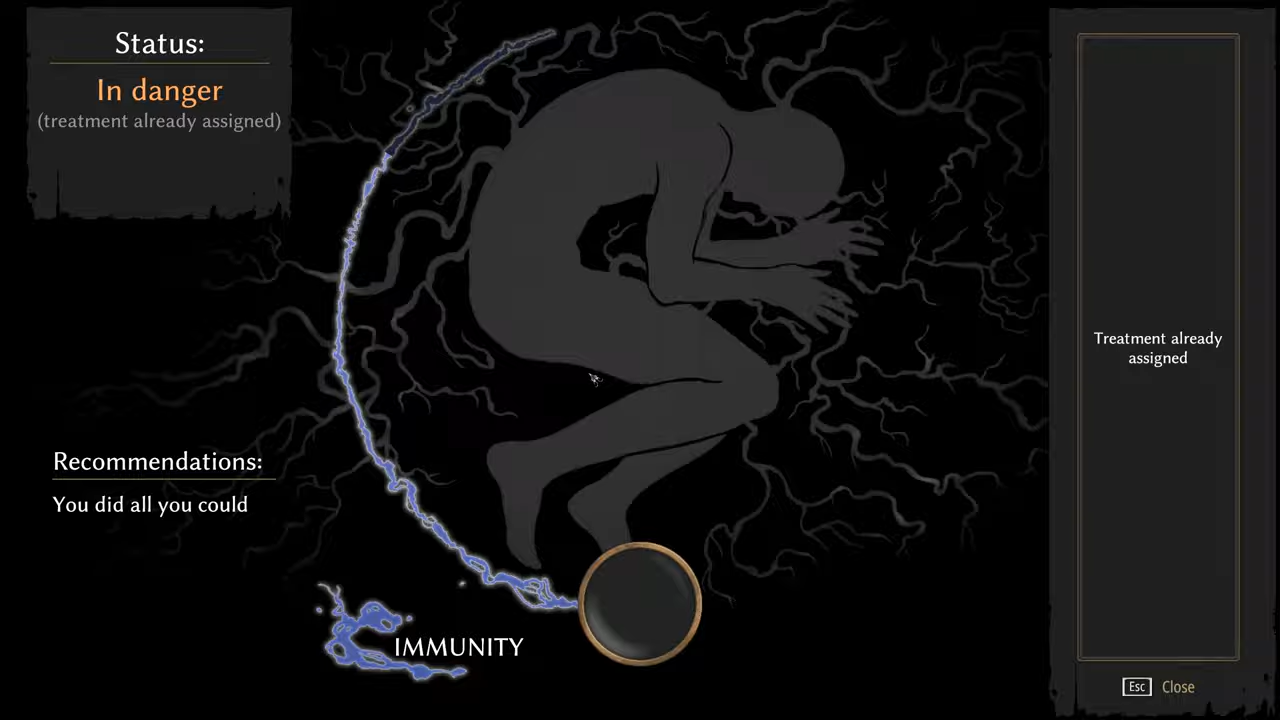 Status:
In danger
(treatment already assigned)
Recommendations:
You did all you could
IMMUNITY
Treatment already
assigned
Esc Close